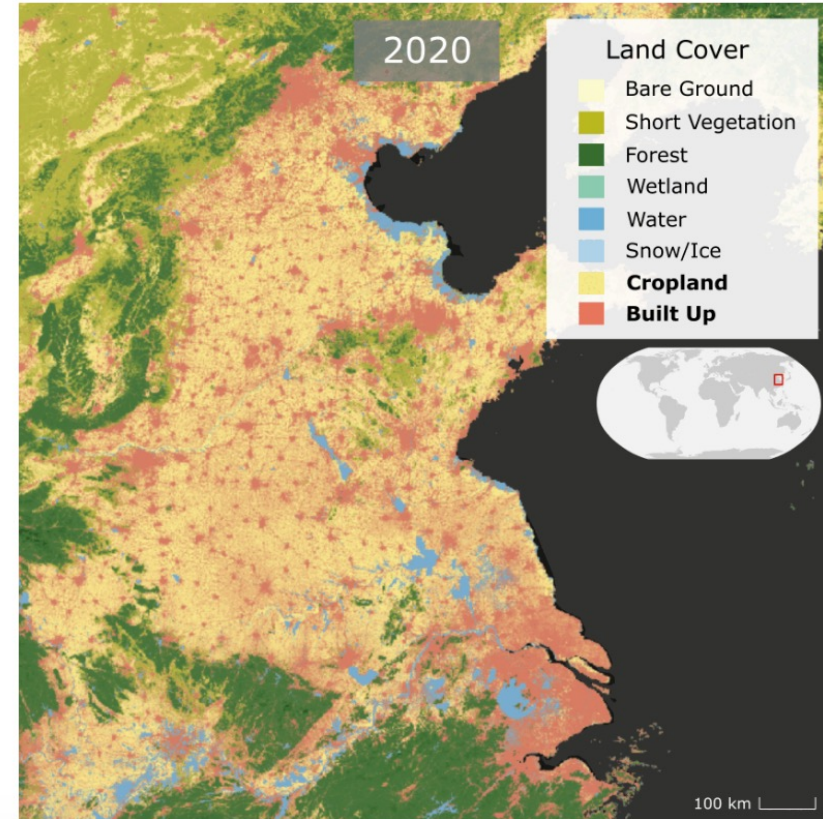 2020
Land Cover
Bare Ground
Short Vegetation
Forest
Wetland
Water
Snow/Ice
Cropland
Built Up
100 km